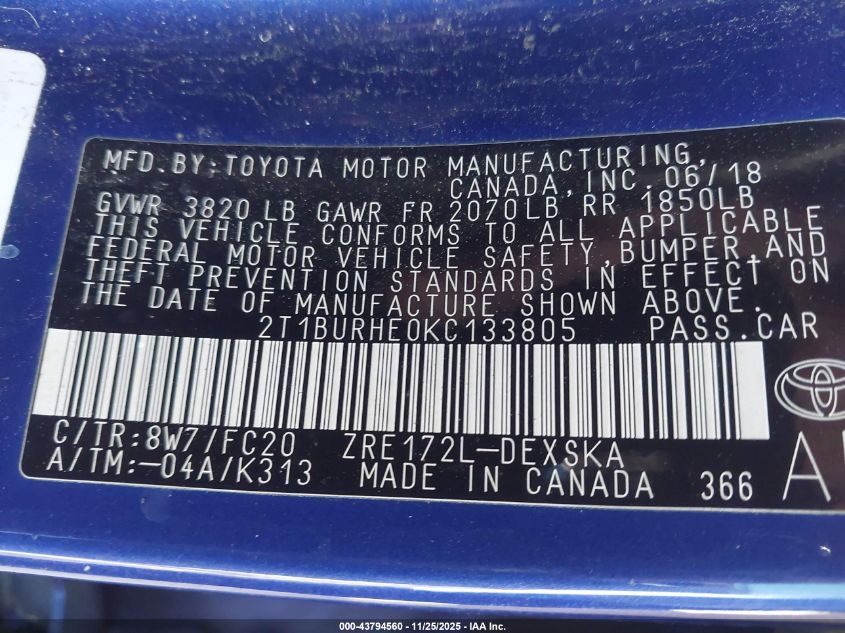 MFD.BY:TOYOTA MOTOR MANUFACTURING,
CANADA,INC. 06/18
GVWR 3820 LB GAWR FR 2070LB RR 1850LB
THIS VEHICLE CONFORMS TO ALL APPLICABLE
FEDERAL MOTOR VEHICLE SAFETY,BUMPER,AND
THEFT PREVENTION STANDARDS IN EFFECT ON
THE DATE OF MANUFACTURE SHOWN ABOVE.
2T1BURHE0KC133805 PASS.CAR
C/TR:8W7/FC20 ZRE172L-DEXSKA
A/TM:-04A/K313 MADE IN CANADA 366
000-43794560 - 11/25/2025 - IAA Inc.